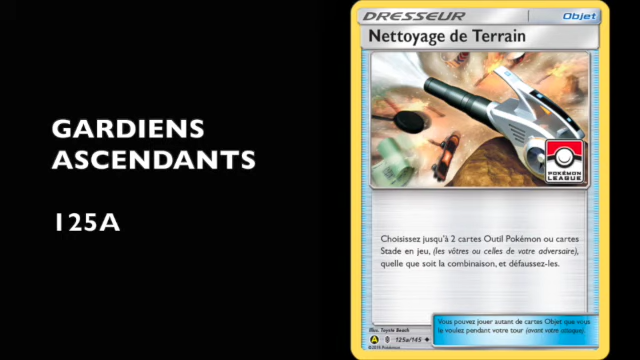 GARDIENS
ASCENDANTS
125A
DRESSEUR
Objet
Nettoyage de Terrain
POKÉMON
LEAGUE
Choisissez jusqu'à 2 cartes Outil Pokémon ou cartes
Stade en jeu, (les vôtres ou celles de votre adversaire),
quelle que soit la combinaison, et défaussez-les.
Vous pouvez jouer autant de cartes Objet que vous
le voulez pendant votre tour (avant votre attaque).
Illus. Toyste Beach
A 125a/145